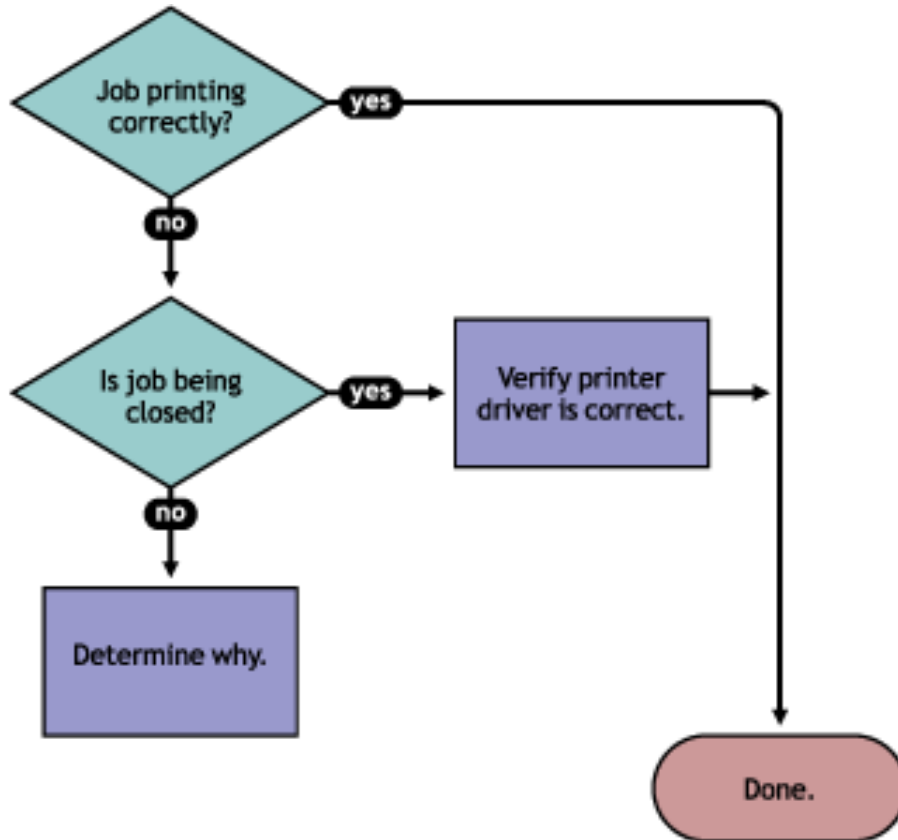 Job printing
correctly?
yes
no
Is job being
closed?
yes
Verify printer
driver is correct.
no
Determine why.
Done.